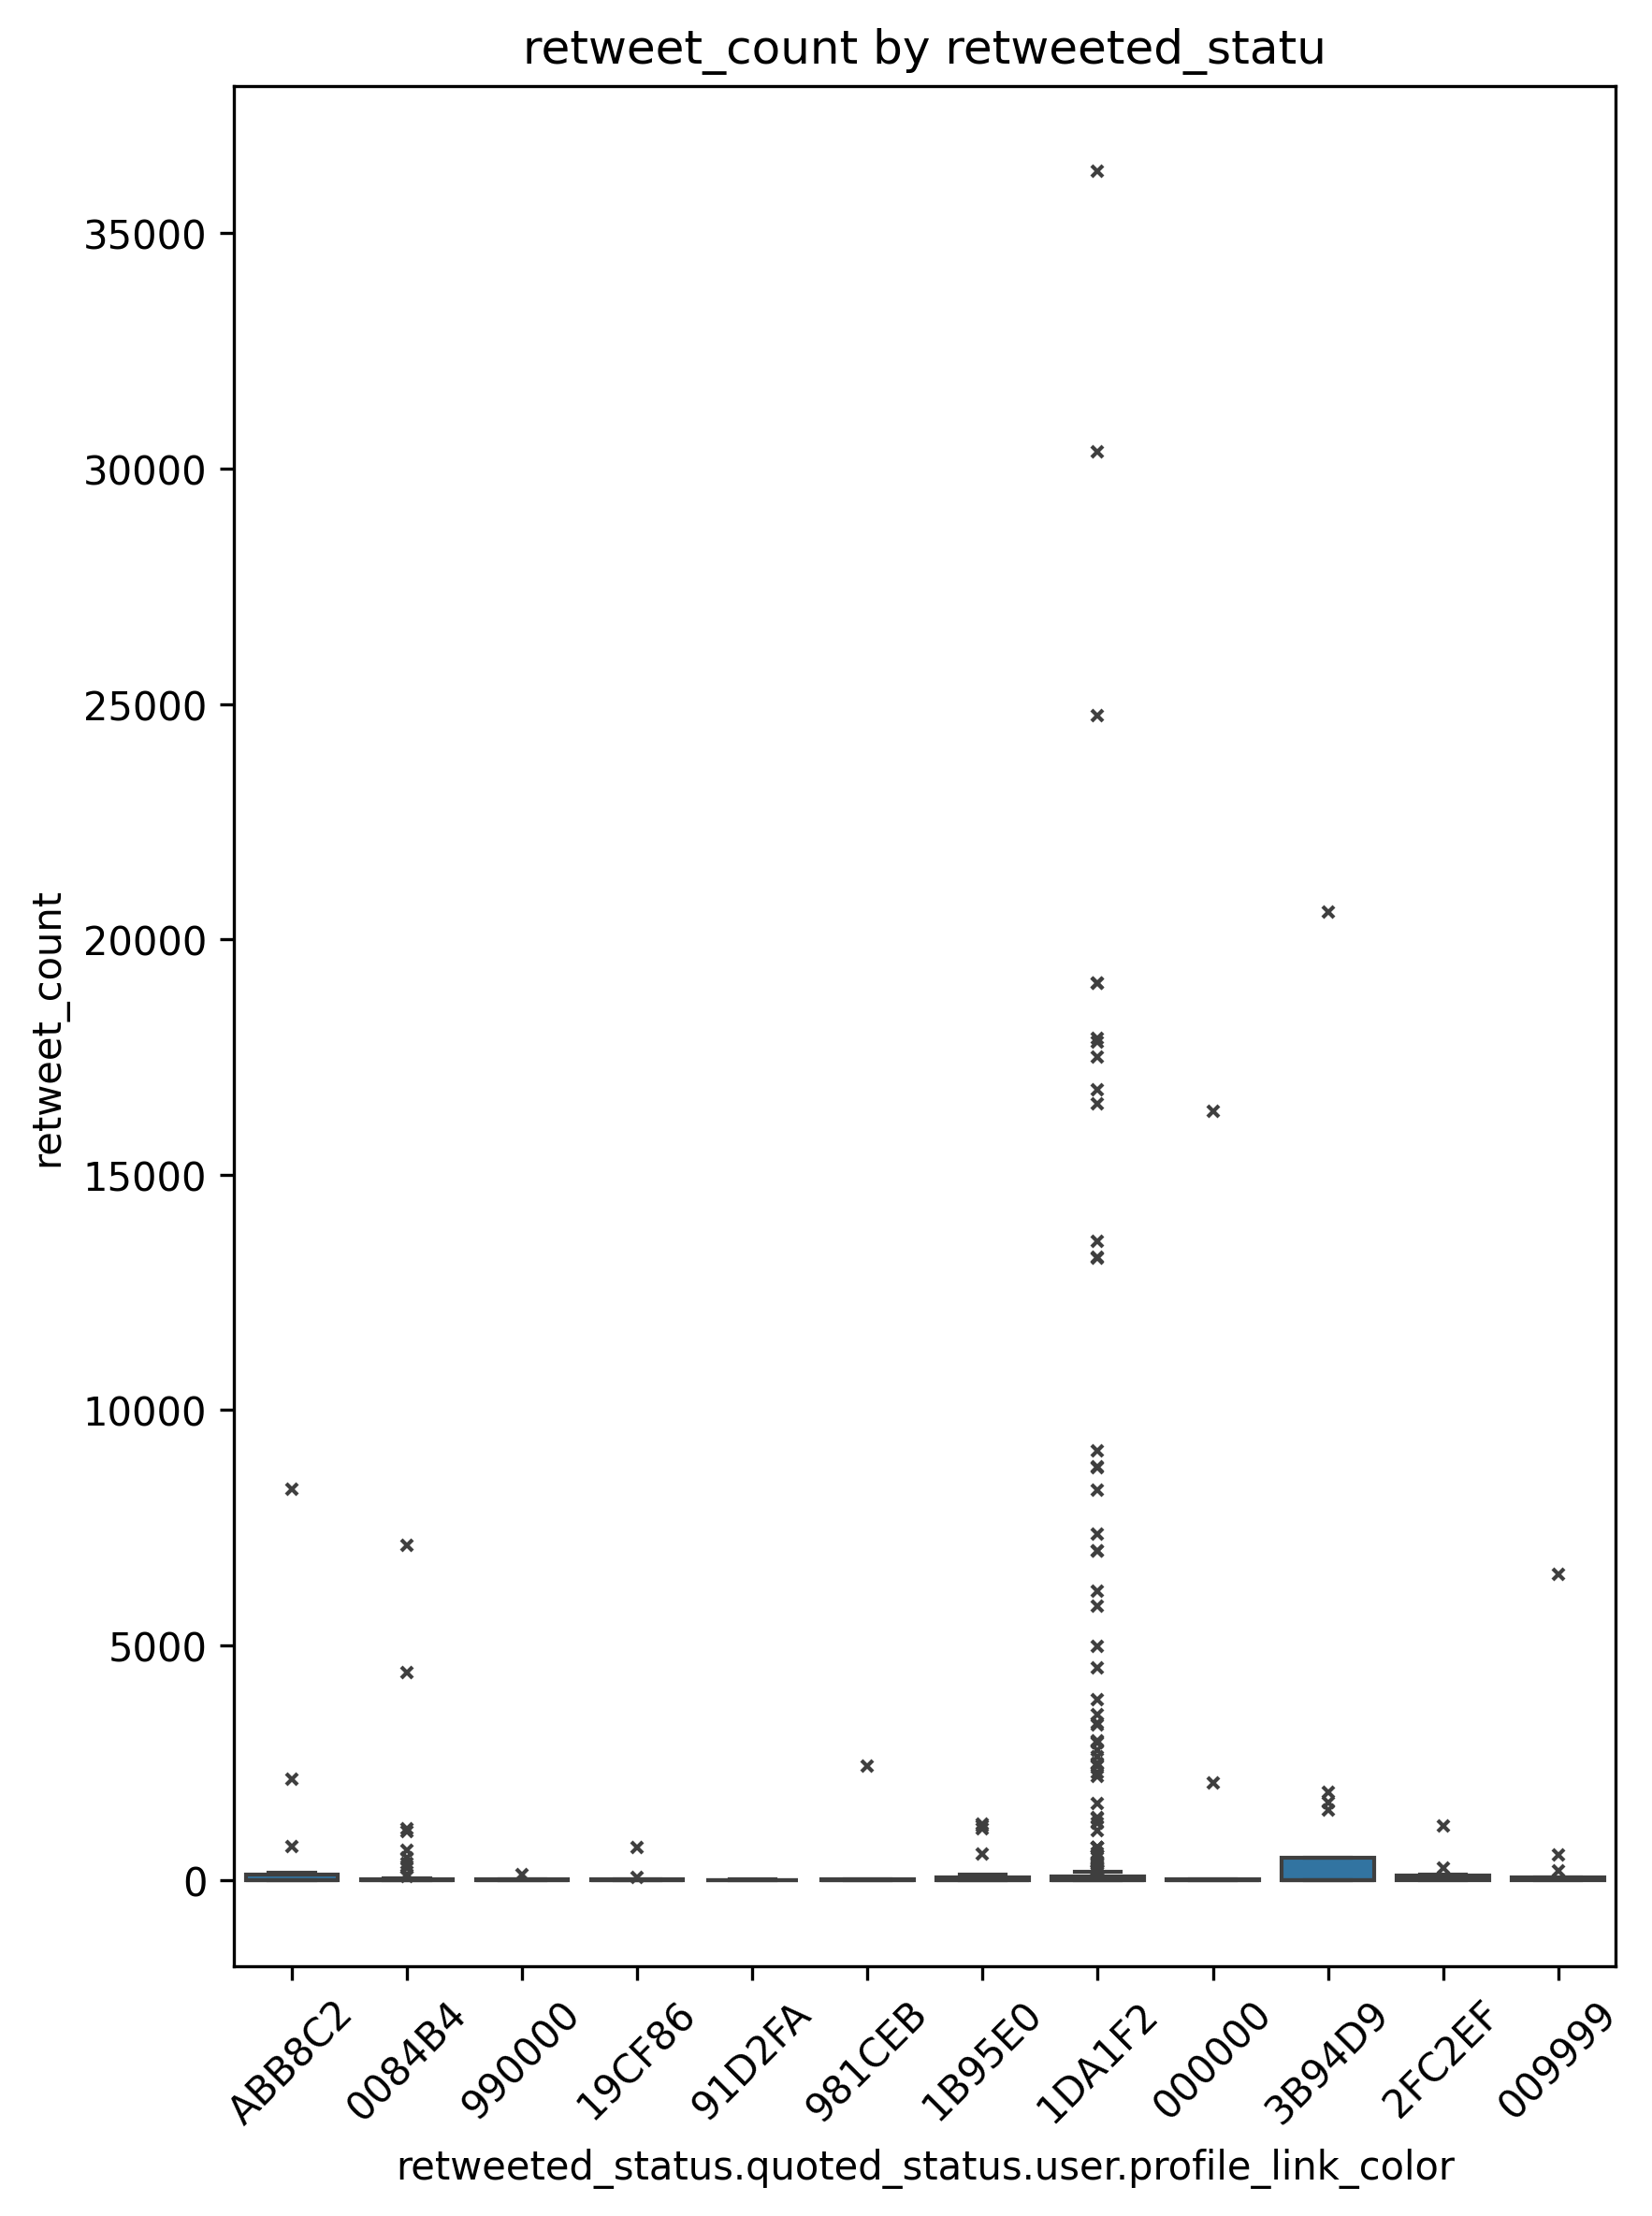 retweet_count by retweeted_statu
retweet_count
35000
30000
25000
20000
15000
10000
5000
0
ABB8C2
0084B4
990000
19CF86
91D2FA
981CEB
1B95E0
1DA1F2
000000
3B94D9
2FC2EF
009999
retweeted_status.quoted_status.user.profile_link_color